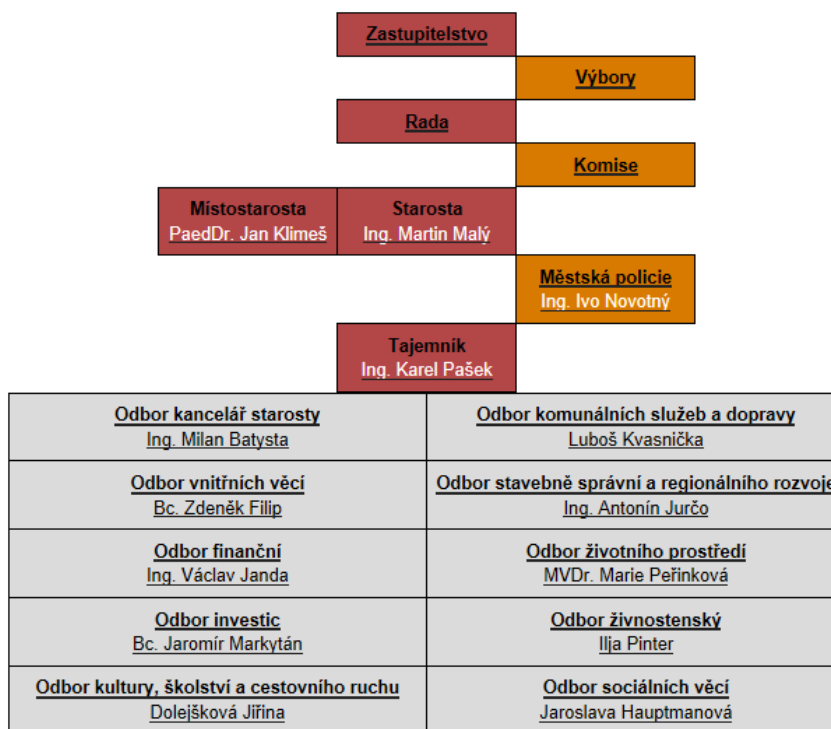 Zastupitelstvo
Výbory
Rada
Komise
Místostarosta
PaedDr. Jan Klimeš
Starosta
Ing. Martin Malý
Městská policie
Ing. Ivo Novotný
Tajemník
Ing. Karel Pašek
Odbor kancelář starosty
Ing. Milan Batysta
Odbor komunálních služeb a dopravy
Luboš Kvasnička
Odbor vnitřních věcí
Bc. Zdeněk Filip
Odbor stavebně správní a regionálního rozvoje
Ing. Antonín Jurčo
Odbor finanční
Ing. Václav Janda
Odbor životního prostředí
MVDr. Marie Peřinková
Odbor investic
Bc. Jaromír Markytán
Odbor živnostenský
Ilja Pinter
Odbor kultury, školství a cestovního ruchu
Dolejšková Jiřina
Odbor sociálních věcí
Jaroslava Hauptmanová